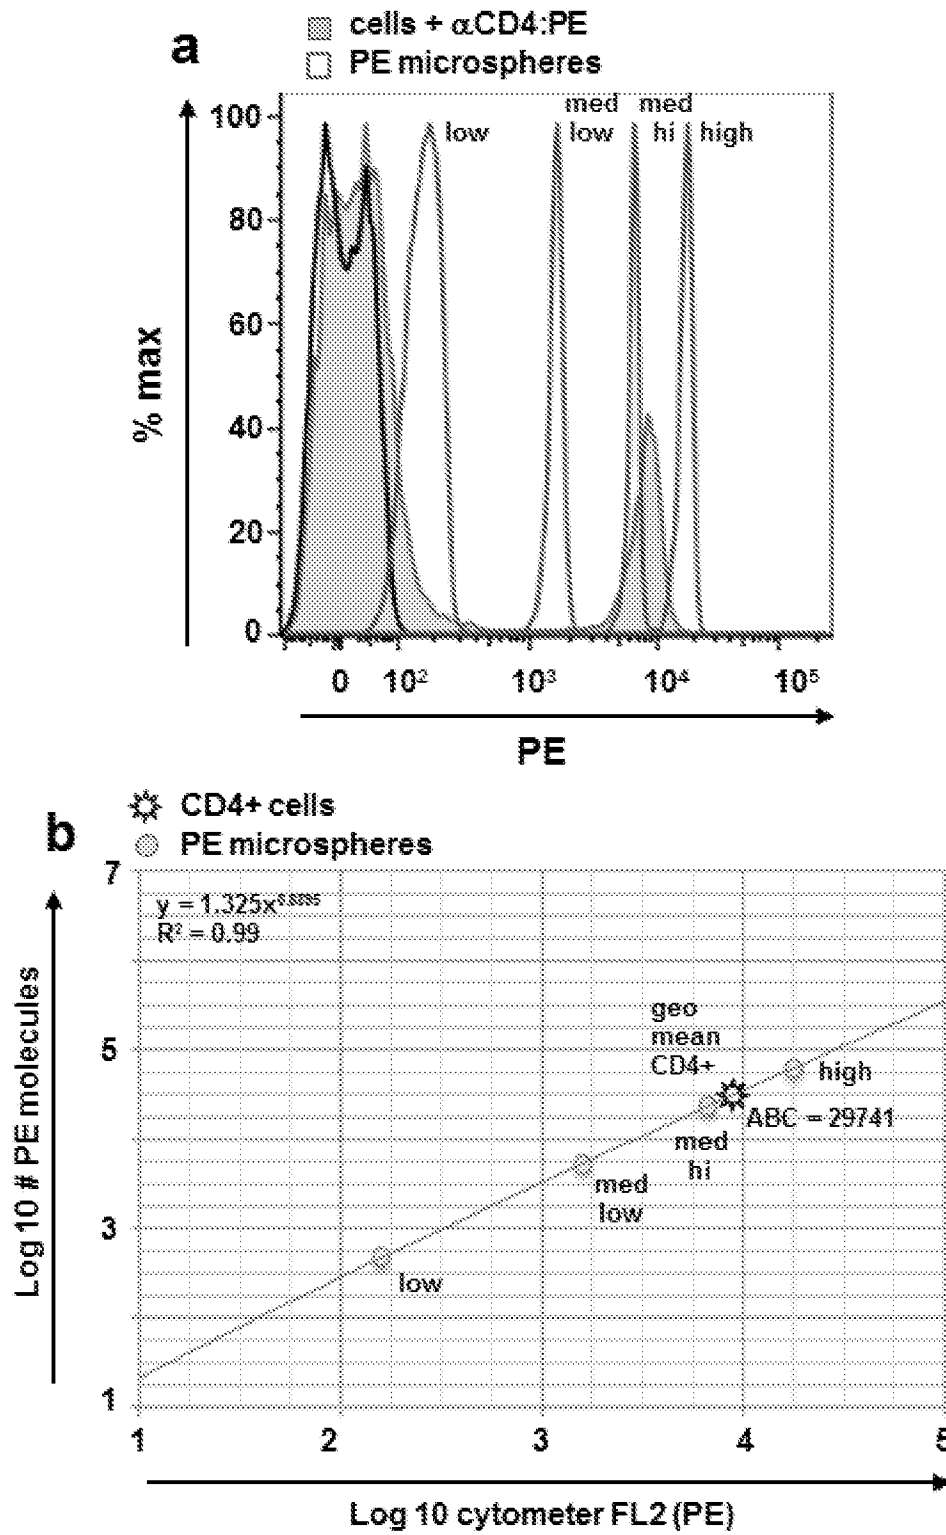 a
cells + αCD4:PE
PE microspheres
100
80
60
40
20
0
% max
low
med low
med hi
high
0 10² 10³ 10⁴ 10⁵
PE
b
CD4+ cells
PE microspheres
7
5
3
1
Log 10 # PE molecules
R² = 0.99
geo
mean
CD4+
high
ABC = 29741
med
hi
med
low
low
1 2 3 4 5
Log 10 cytometer FL2 (PE)